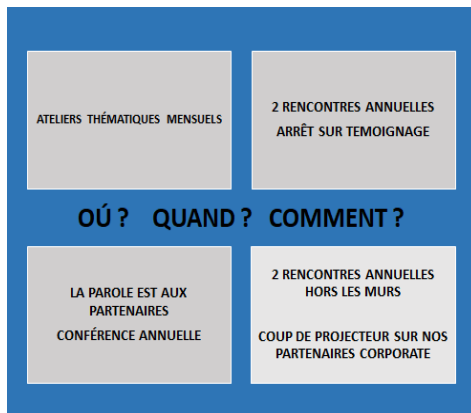 ATELIERS THÉMATIQUES MENSUELS
2 RENCONTRES ANNUELLES
ARRÊT SUR TEMOIGNAGE
OÚ ? QUAND ? COMMENT ?
LA PAROLE EST AUX
PARTENAIRES
CONFÉRENCE ANNUELLE
2 RENCONTRES ANNUELLES
HORS LES MURS
COUP DE PROJECTEUR SUR NOS
PARTENAIRES CORPORATE